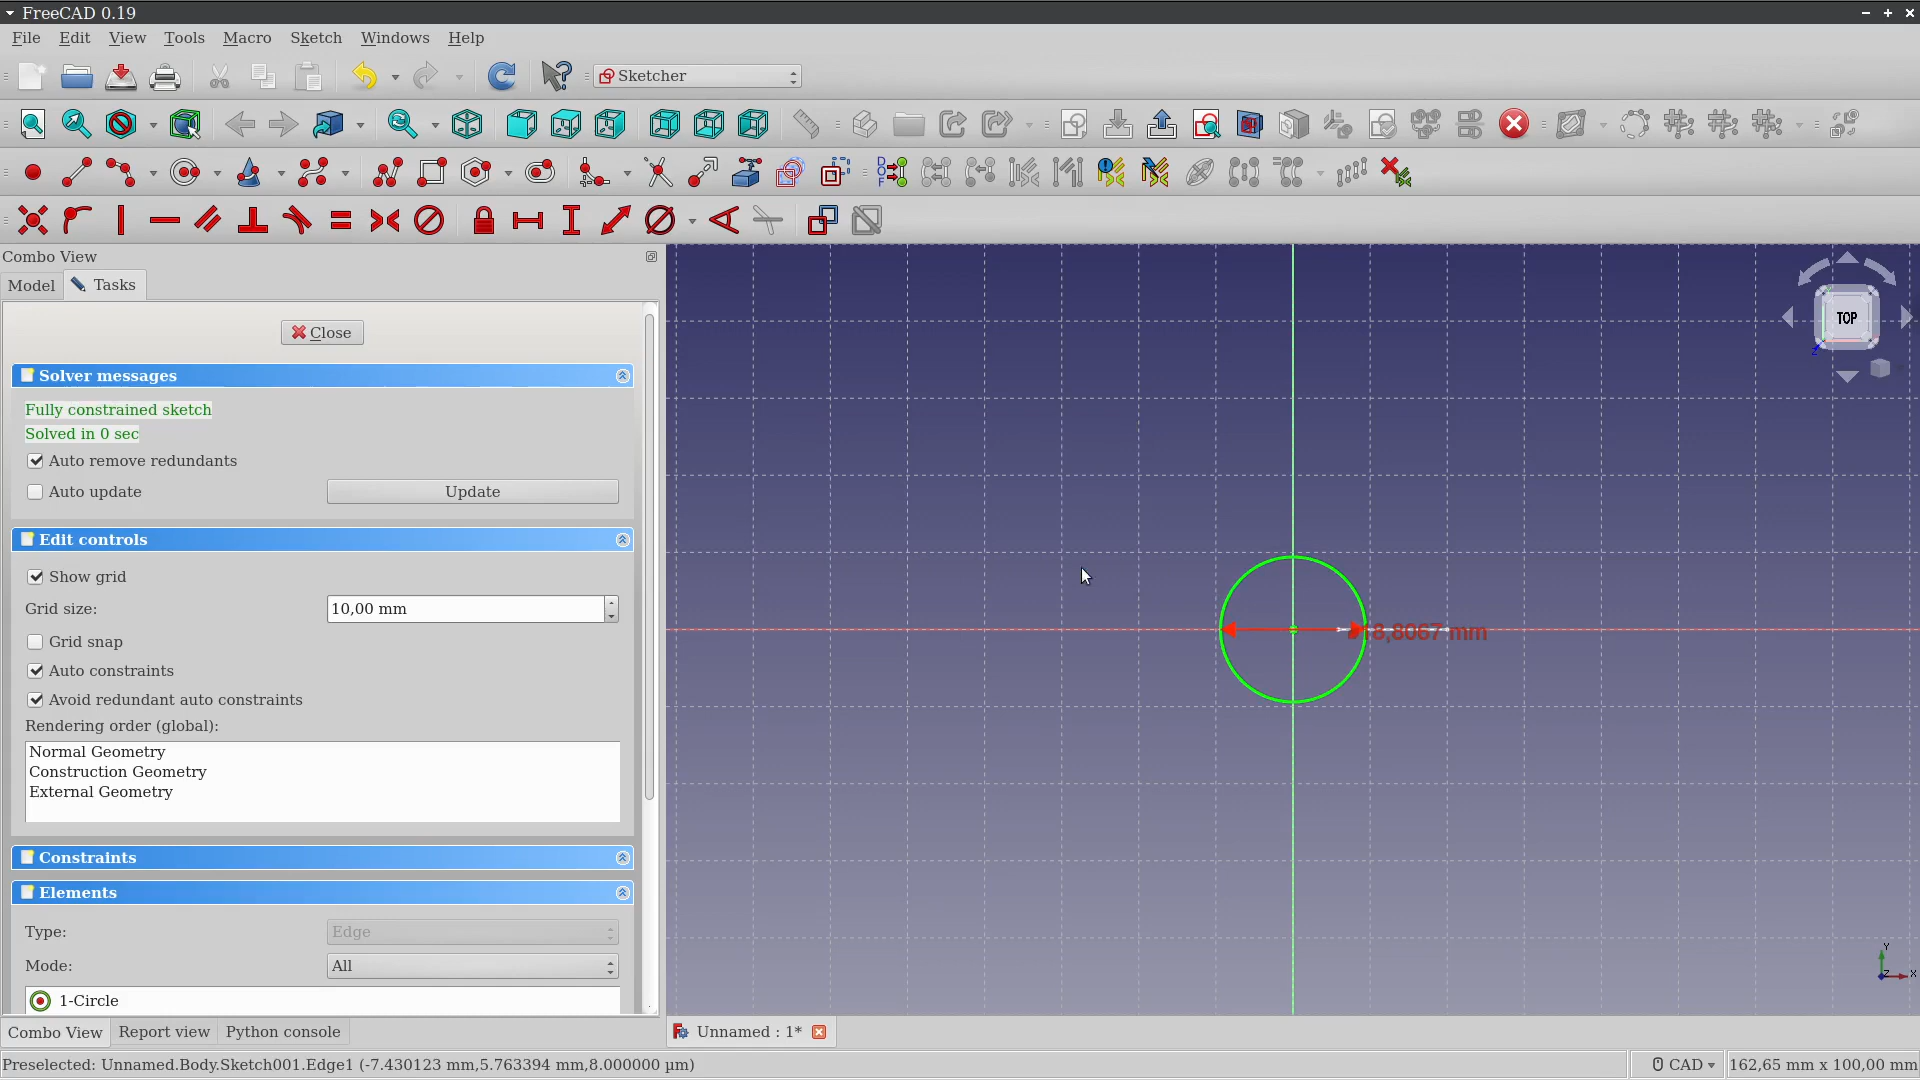 FreeCAD 0.19
File Edit View Tools Macro Sketch Windows Help
Sketcher
Combo View
Model Tasks
Close
Solver messages
Fully constrained sketch
Solved in 0 sec
Auto remove redundants
Auto update Update
Edit controls
Show grid
Grid size: 10,00 mm
Grid snap
Auto constraints
Avoid redundant auto constraints
Rendering order (global):
Normal Geometry
Construction Geometry
External Geometry
Constraints
Elements
Type: Edge
Mode: All
1-Circle
TOP
Z
8,8067 mm
Y
Z X
Combo View Report view Python console
Unnamed : 1*
Preselected: Unnamed.Body.Sketch001.Edge1 (-7.430123 mm,5.763394 mm,8.000000 µm)
CAD 162,65 mm x 100,00 mm